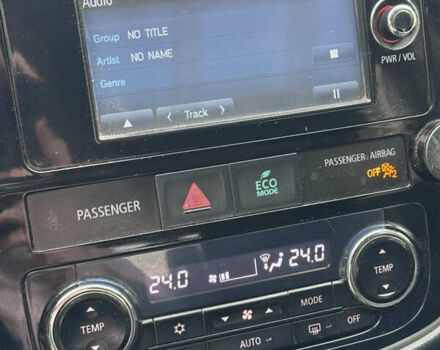 Audio
Group NO TITLE
Artist NO NAME
Genre
< Track >
PWR / VOL
PASSENGER
ECO MODE
PASSENGER AIRBAG
OFF 2
24.0
24.0
TEMP
MODE
TEMP
AUTO
OFF